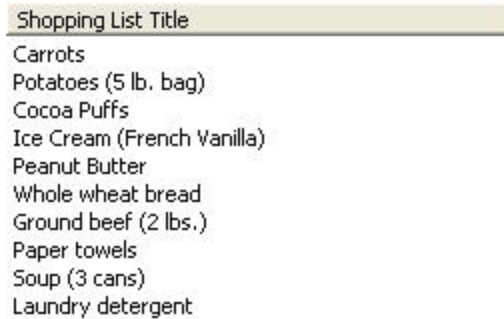 Shopping List Title
Carrots
Potatoes (5 lb. bag)
Cocoa Puffs
Ice Cream (French Vanilla)
Peanut Butter
Whole wheat bread
Ground beef (2 lbs.)
Paper towels
Soup (3 cans)
Laundry detergent